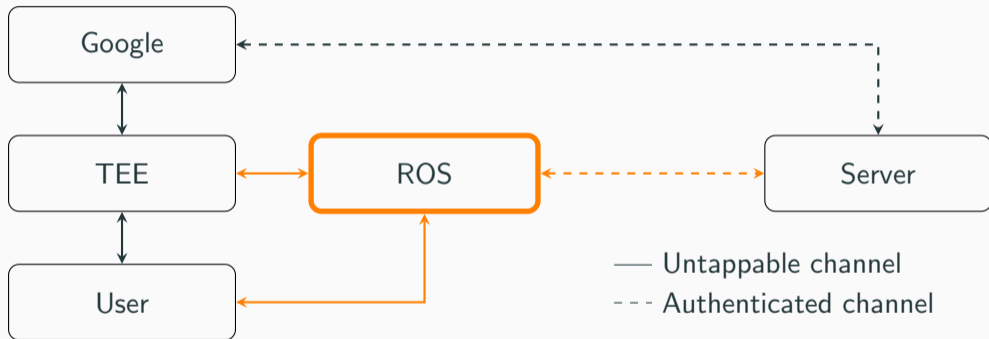 Google
TEE
ROS
Server
User
Untappable channel
Authenticated channel